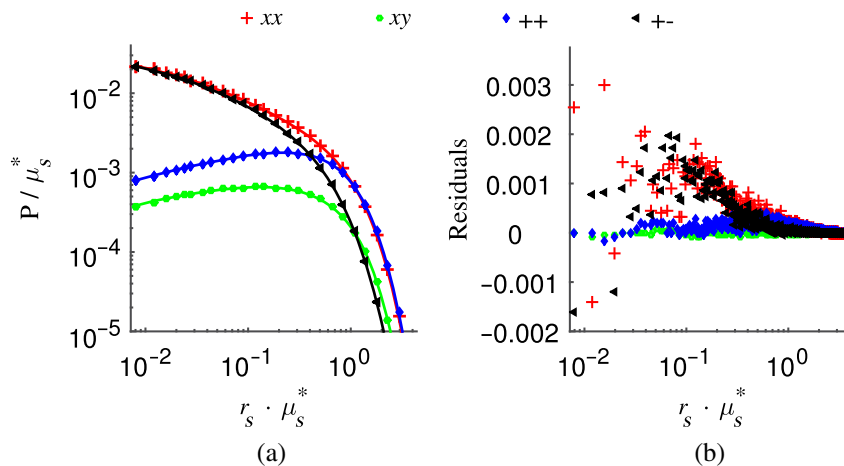 xx xy ++ +-
10^-2
10^-3
10^-4
10^-5
P / μ_s^*
10^-2 10^-1 10^0
r_s · μ_s^*
(a)
0.003
0.002
0.001
0
-0.001
-0.002
Residuals
10^-2 10^-1 10^0
r_s · μ_s^*
(b)